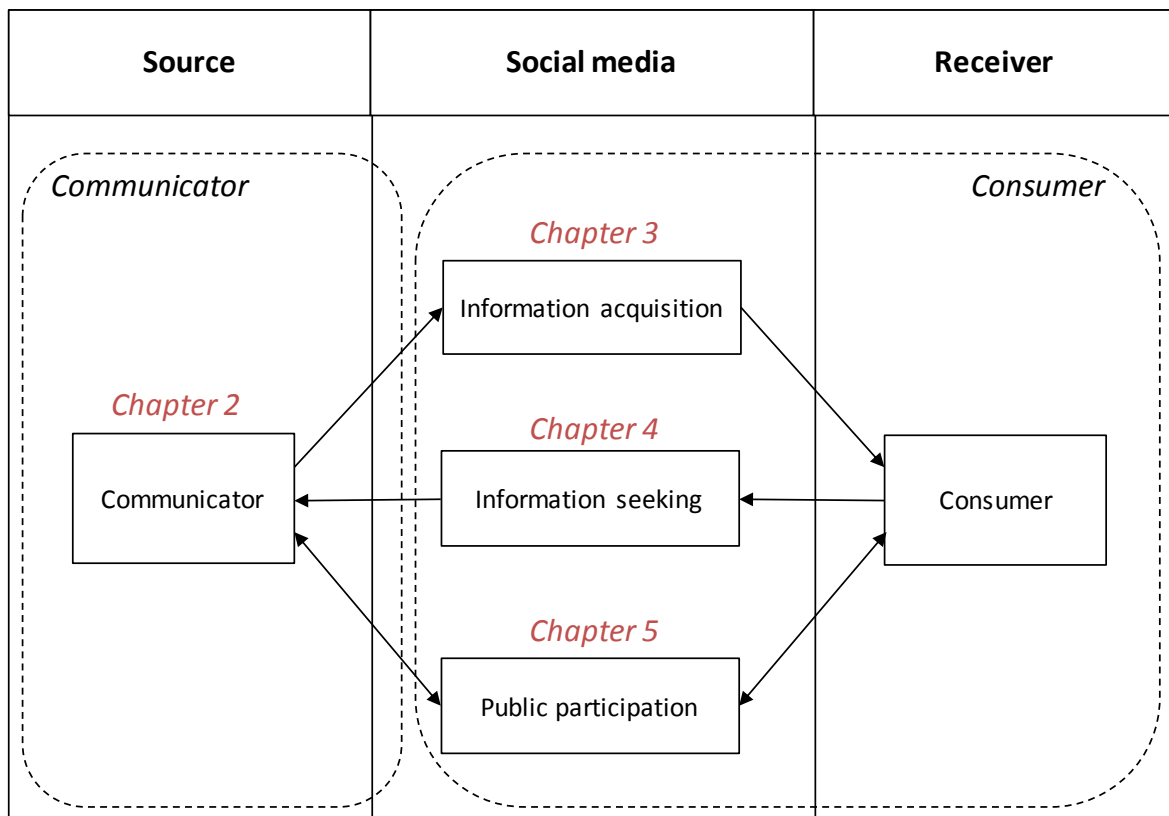 Source
Social media
Receiver
Communicator
Consumer
Chapter 3
Information acquisition
Chapter 2
Chapter 4
Communicator
Information seeking
Consumer
Chapter 5
Public participation